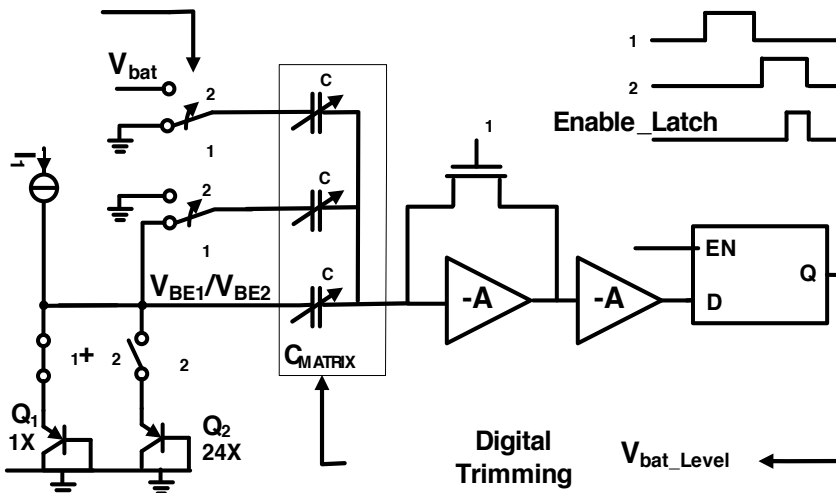 1
V_bat
C
2
2
Enable_Latch
1
I_1
1
2
C
EN
Q
1
V_BE1/V_BE2
C
-A
-A
D
1+
2
2
C_MATRIX
Q_1
1X
Q_2
24X
Digital
Trimming
V_bat_Level